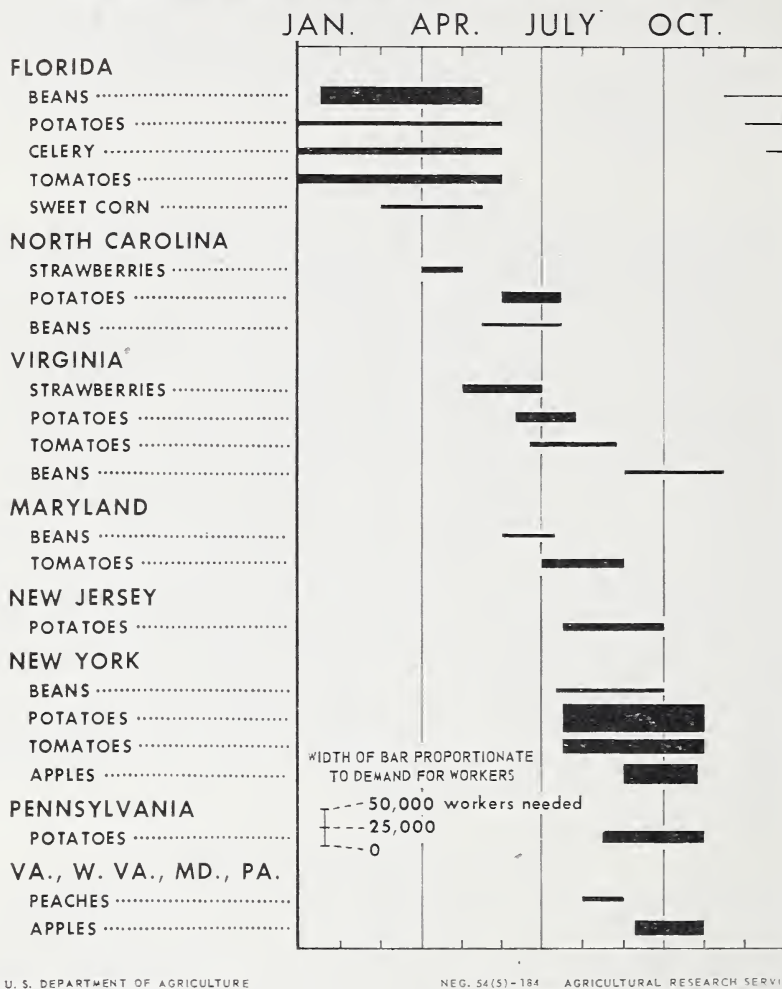 JAN. APR. JULY OCT.
FLORIDA
BEANS
POTATOES
CELERY
TOMATOES
SWEET CORN
NORTH CAROLINA
STRAWBERRIES
POTATOES
BEANS
VIRGINIA
STRAWBERRIES
POTATOES
TOMATOES
BEANS
MARYLAND
BEANS
TOMATOES
NEW JERSEY
POTATOES
NEW YORK
BEANS
POTATOES
TOMATOES
APPLES
WIDTH OF BAR PROPORTIONATE
TO DEMAND FOR WORKERS
50,000 workers needed
25,000
0
PENNSYLVANIA
POTATOES
VA., W. VA., MD., PA.
PEACHES
APPLES
U. S. DEPARTMENT OF AGRICULTURE NEG. 54(5)-184 AGRICULTURAL RESEARCH SERVI